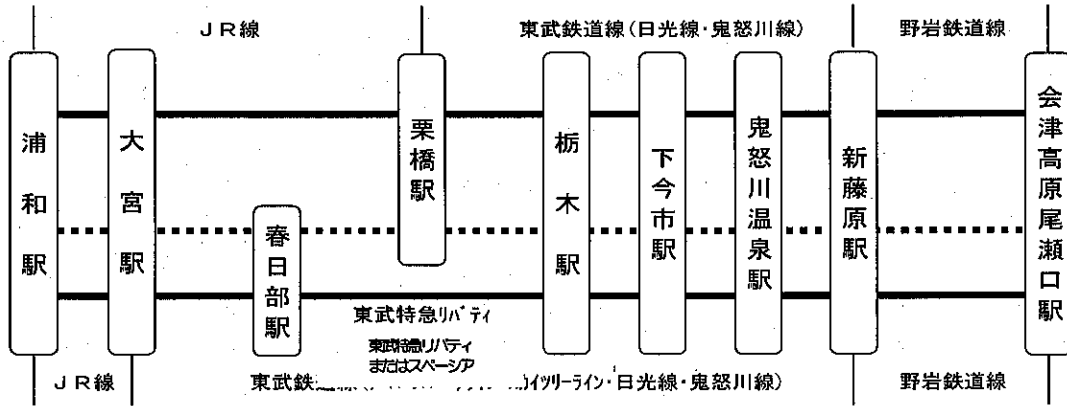 JR線
東武鉄道線(日光線・鬼怒川線)
野岩鉄道線
浦和駅
大宮駅
春日部駅
栗橋駅
栃木駅
下今市駅
鬼怒川温泉駅
新藤原駅
会津高原尾瀬口駅
東武特急リバティ
東武特急リバティ
またはスペーシア
JR線
東武鉄道線(
イツリーライン・日光線・鬼怒川線)
野岩鉄道線